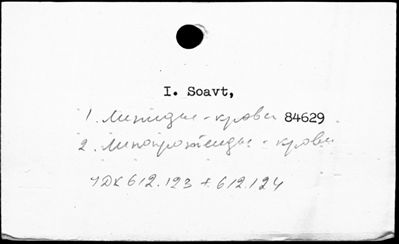 I. Soavt,
1. Липиды - крови 84629
2. Липопротеиды - крови
УДК 612.123 + 612.124